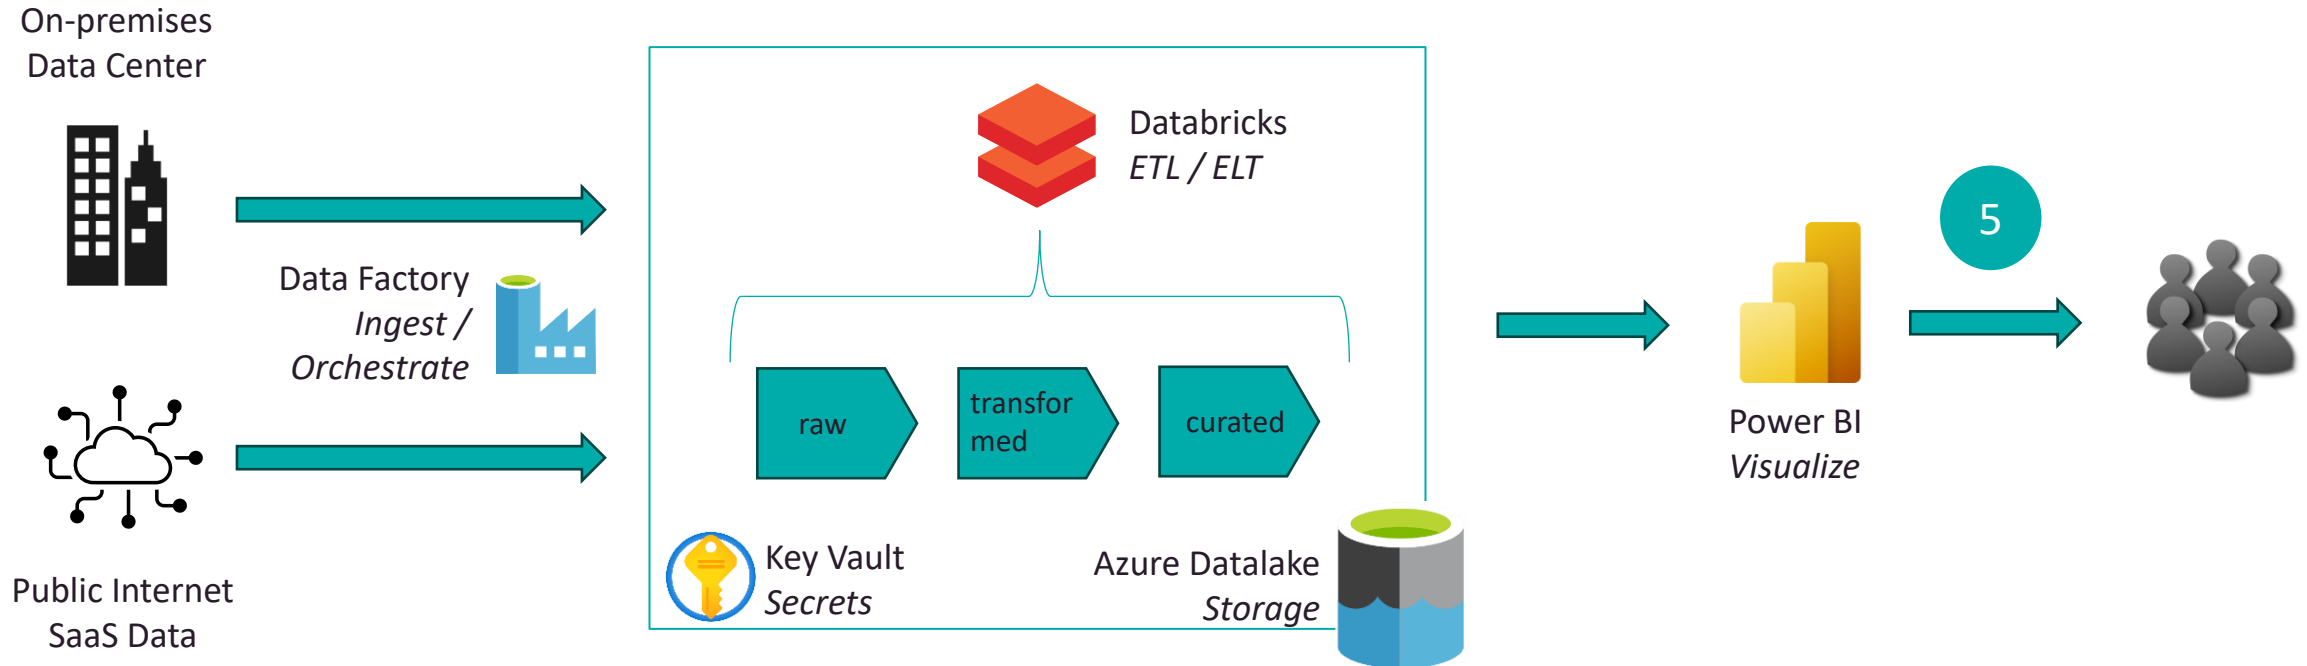 On-premises
Data Center
Data Factory
Ingest /
Orchestrate
Public Internet
SaaS Data
Databricks
ETL / ELT
raw
transfor
med
curated
Key Vault
Secrets
Azure Datalake
Storage
Power BI
Visualize
5